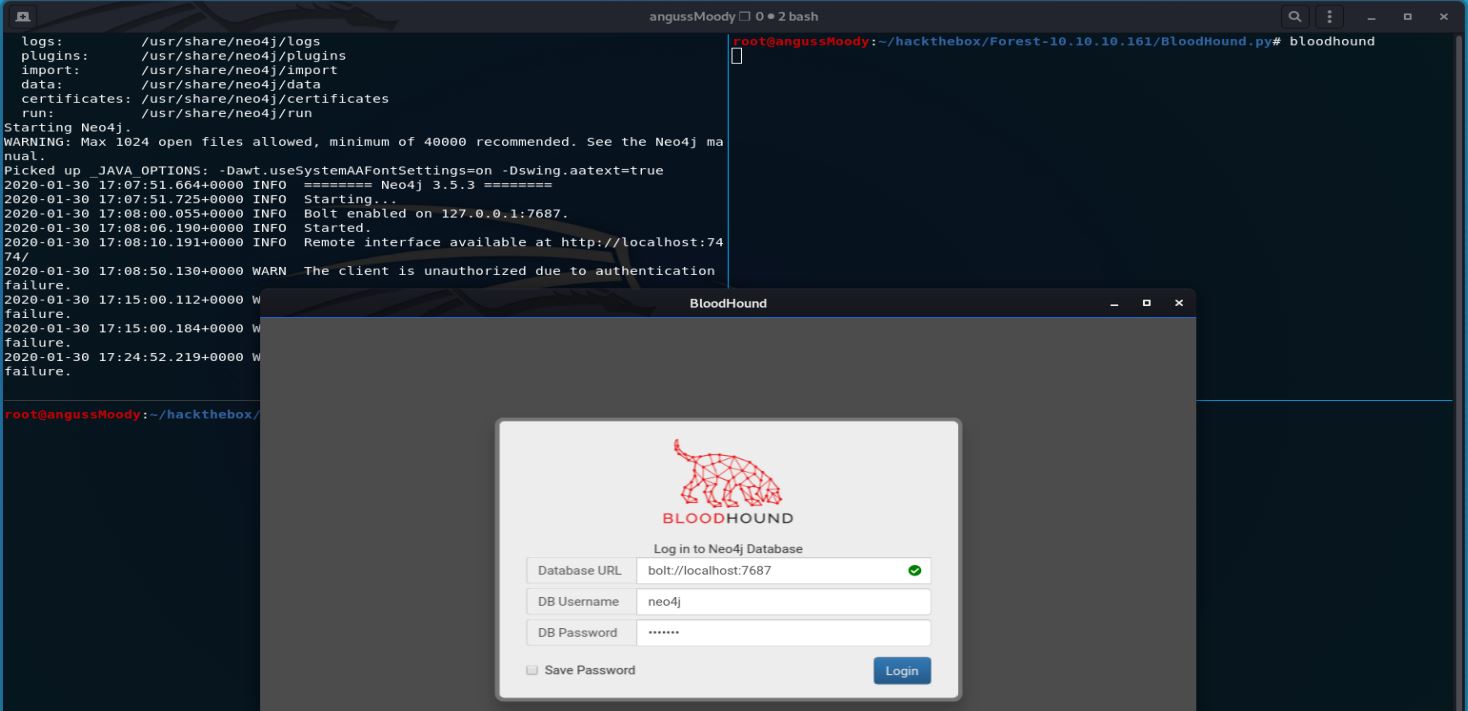 angussMoody ❐ 0 ● 2 bash
logs:          /usr/share/neo4j/logs
plugins:       /usr/share/neo4j/plugins
import:        /usr/share/neo4j/import
data:          /usr/share/neo4j/data
certificates: /usr/share/neo4j/certificates
run:           /usr/share/neo4j/run
Starting Neo4j.
WARNING: Max 1024 open files allowed, minimum of 40000 recommended. See the Neo4j ma
nual.
Picked up _JAVA_OPTIONS: -Dawt.useSystemAAFontSettings=on -Dswing.aatext=true
2020-01-30 17:07:51.664+0000 INFO  ======== Neo4j 3.5.3 ========
2020-01-30 17:07:51.725+0000 INFO  Starting...
2020-01-30 17:08:00.055+0000 INFO  Bolt enabled on 127.0.0.1:7687.
2020-01-30 17:08:06.190+0000 INFO  Started.
2020-01-30 17:08:10.191+0000 INFO  Remote interface available at http://localhost:74
74/
2020-01-30 17:08:50.130+0000 WARN  The client is unauthorized due to authentication
failure.
2020-01-30 17:15:00.112+0000 W
failure.
2020-01-30 17:15:00.184+0000 W
failure.
2020-01-30 17:24:52.219+0000 W
failure.
root@angussMoody:~/hackthebox/Forest-10.10.10.161/BloodHound.py# bloodhound
root@angussMoody:~/hackthebox/
BloodHound
BLOODHOUND
Log in to Neo4j Database
Database URL bolt://localhost:7687
DB Username neo4j
DB Password •••••••
Save Password Login